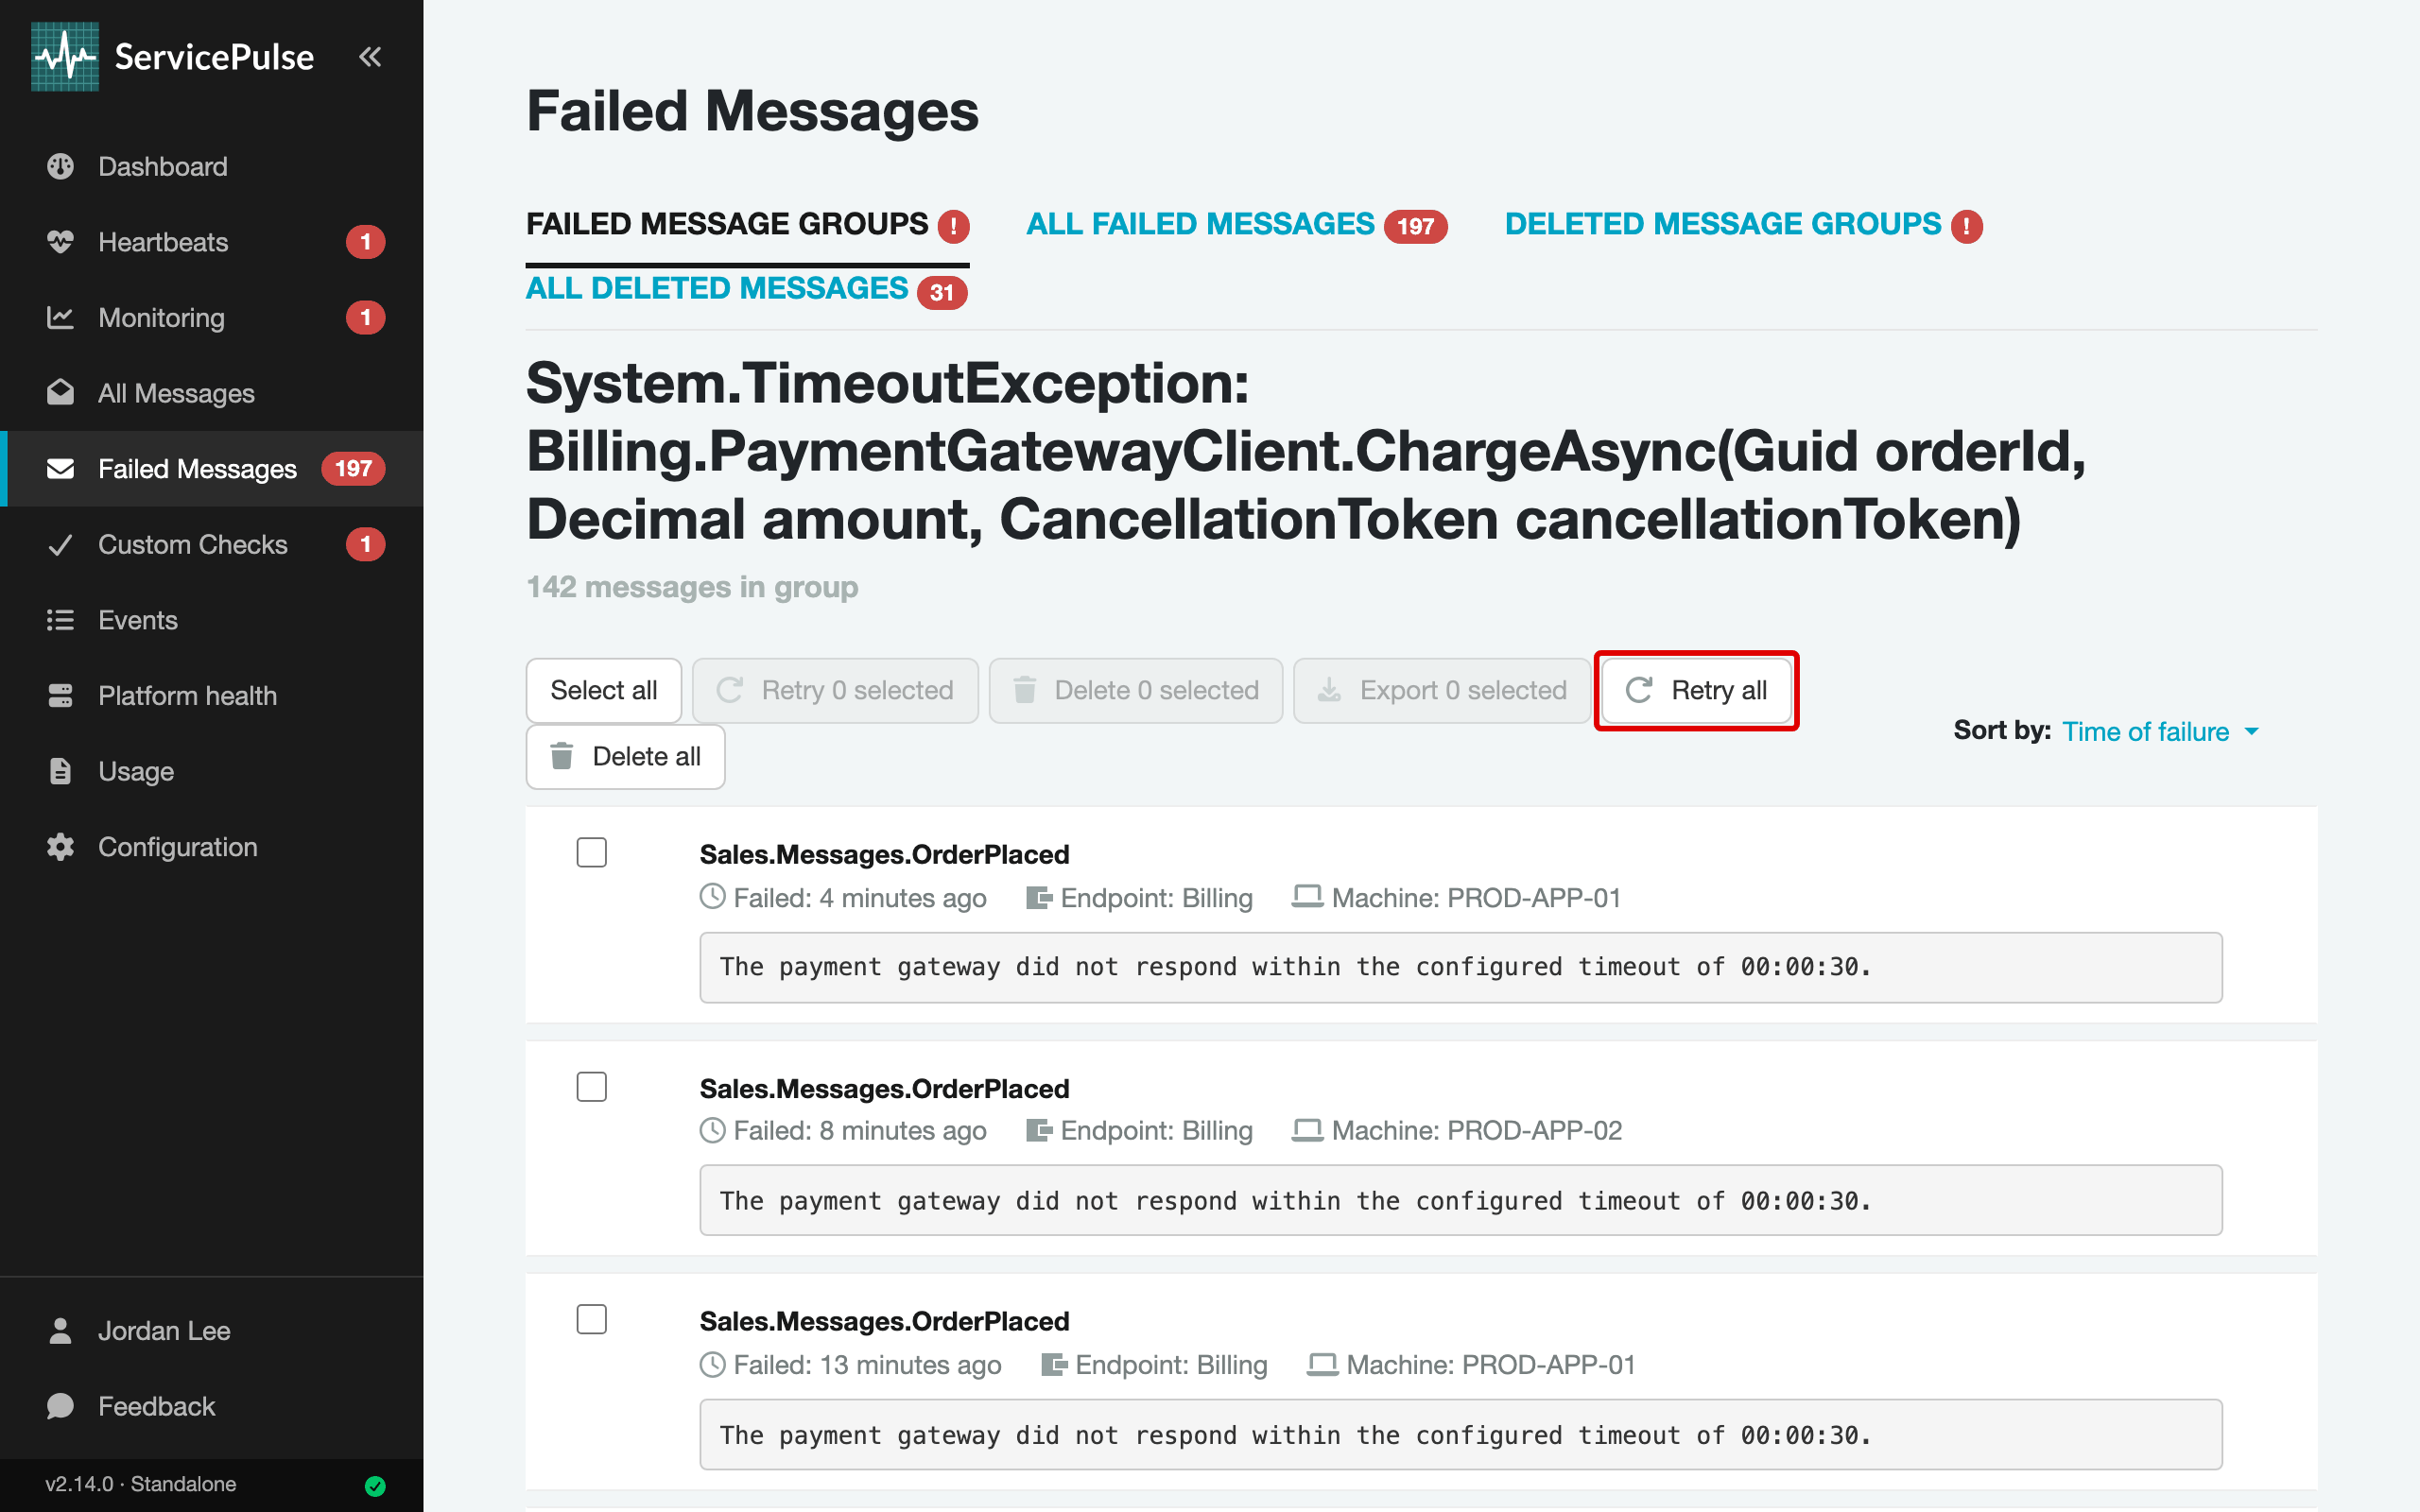 ServicePulse
Dashboard
Heartbeats 1
Monitoring 1
All Messages
Failed Messages 197
Custom Checks 1
Events
Platform health
Usage
Configuration
Jordan Lee
Feedback
v2.14.0 · Standalone
Failed Messages
FAILED MESSAGE GROUPS ! ALL FAILED MESSAGES 197 DELETED MESSAGE GROUPS !
ALL DELETED MESSAGES 31
System.TimeoutException:
Billing.PaymentGatewayClient.ChargeAsync(Guid orderId,
Decimal amount, CancellationToken cancellationToken)
142 messages in group
Select all Retry 0 selected Delete 0 selected Export 0 selected Retry all
Delete all
Sort by: Time of failure
Sales.Messages.OrderPlaced
Failed: 4 minutes ago Endpoint: Billing Machine: PROD-APP-01
The payment gateway did not respond within the configured timeout of 00:00:30.
Sales.Messages.OrderPlaced
Failed: 8 minutes ago Endpoint: Billing Machine: PROD-APP-02
The payment gateway did not respond within the configured timeout of 00:00:30.
Sales.Messages.OrderPlaced
Failed: 13 minutes ago Endpoint: Billing Machine: PROD-APP-01
The payment gateway did not respond within the configured timeout of 00:00:30.